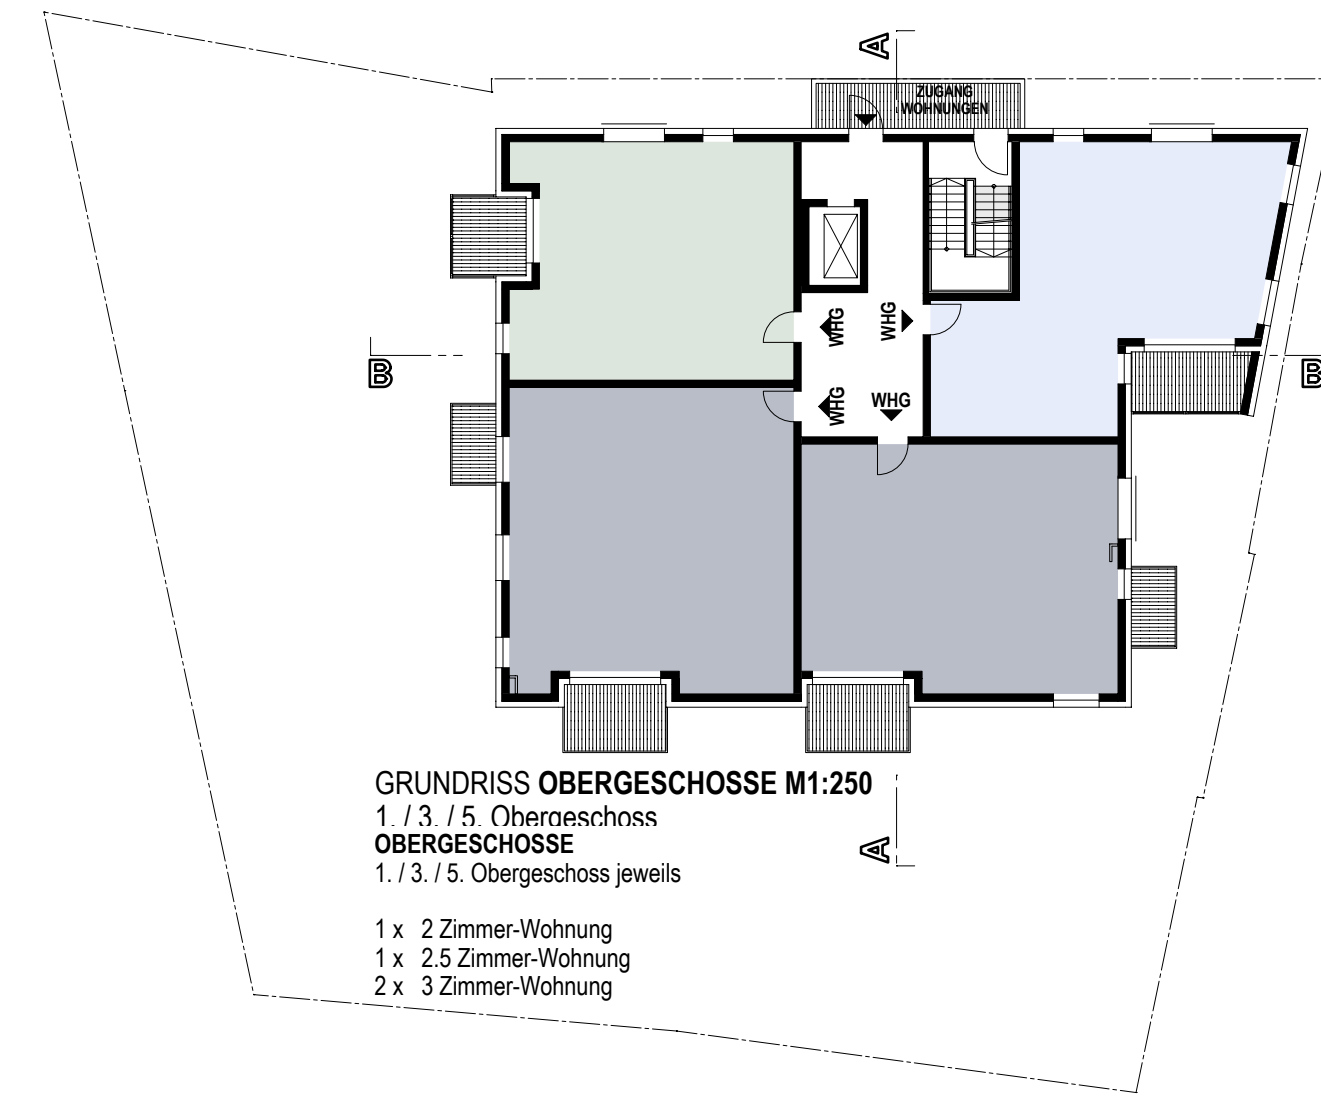 A
ZUGANG
WOHNUNGEN
WHG
WHG
B
B
WHG
WHG
GRUNDRISS OBERGESCHOSSE M1:250
1. / 3. / 5. Obergeschoss
OBERGESCHOSSE
A
1. / 3. / 5. Obergeschoss jeweils
1 x 2 Zimmer-Wohnung
1 x 2.5 Zimmer-Wohnung
2 x 3 Zimmer-Wohnung